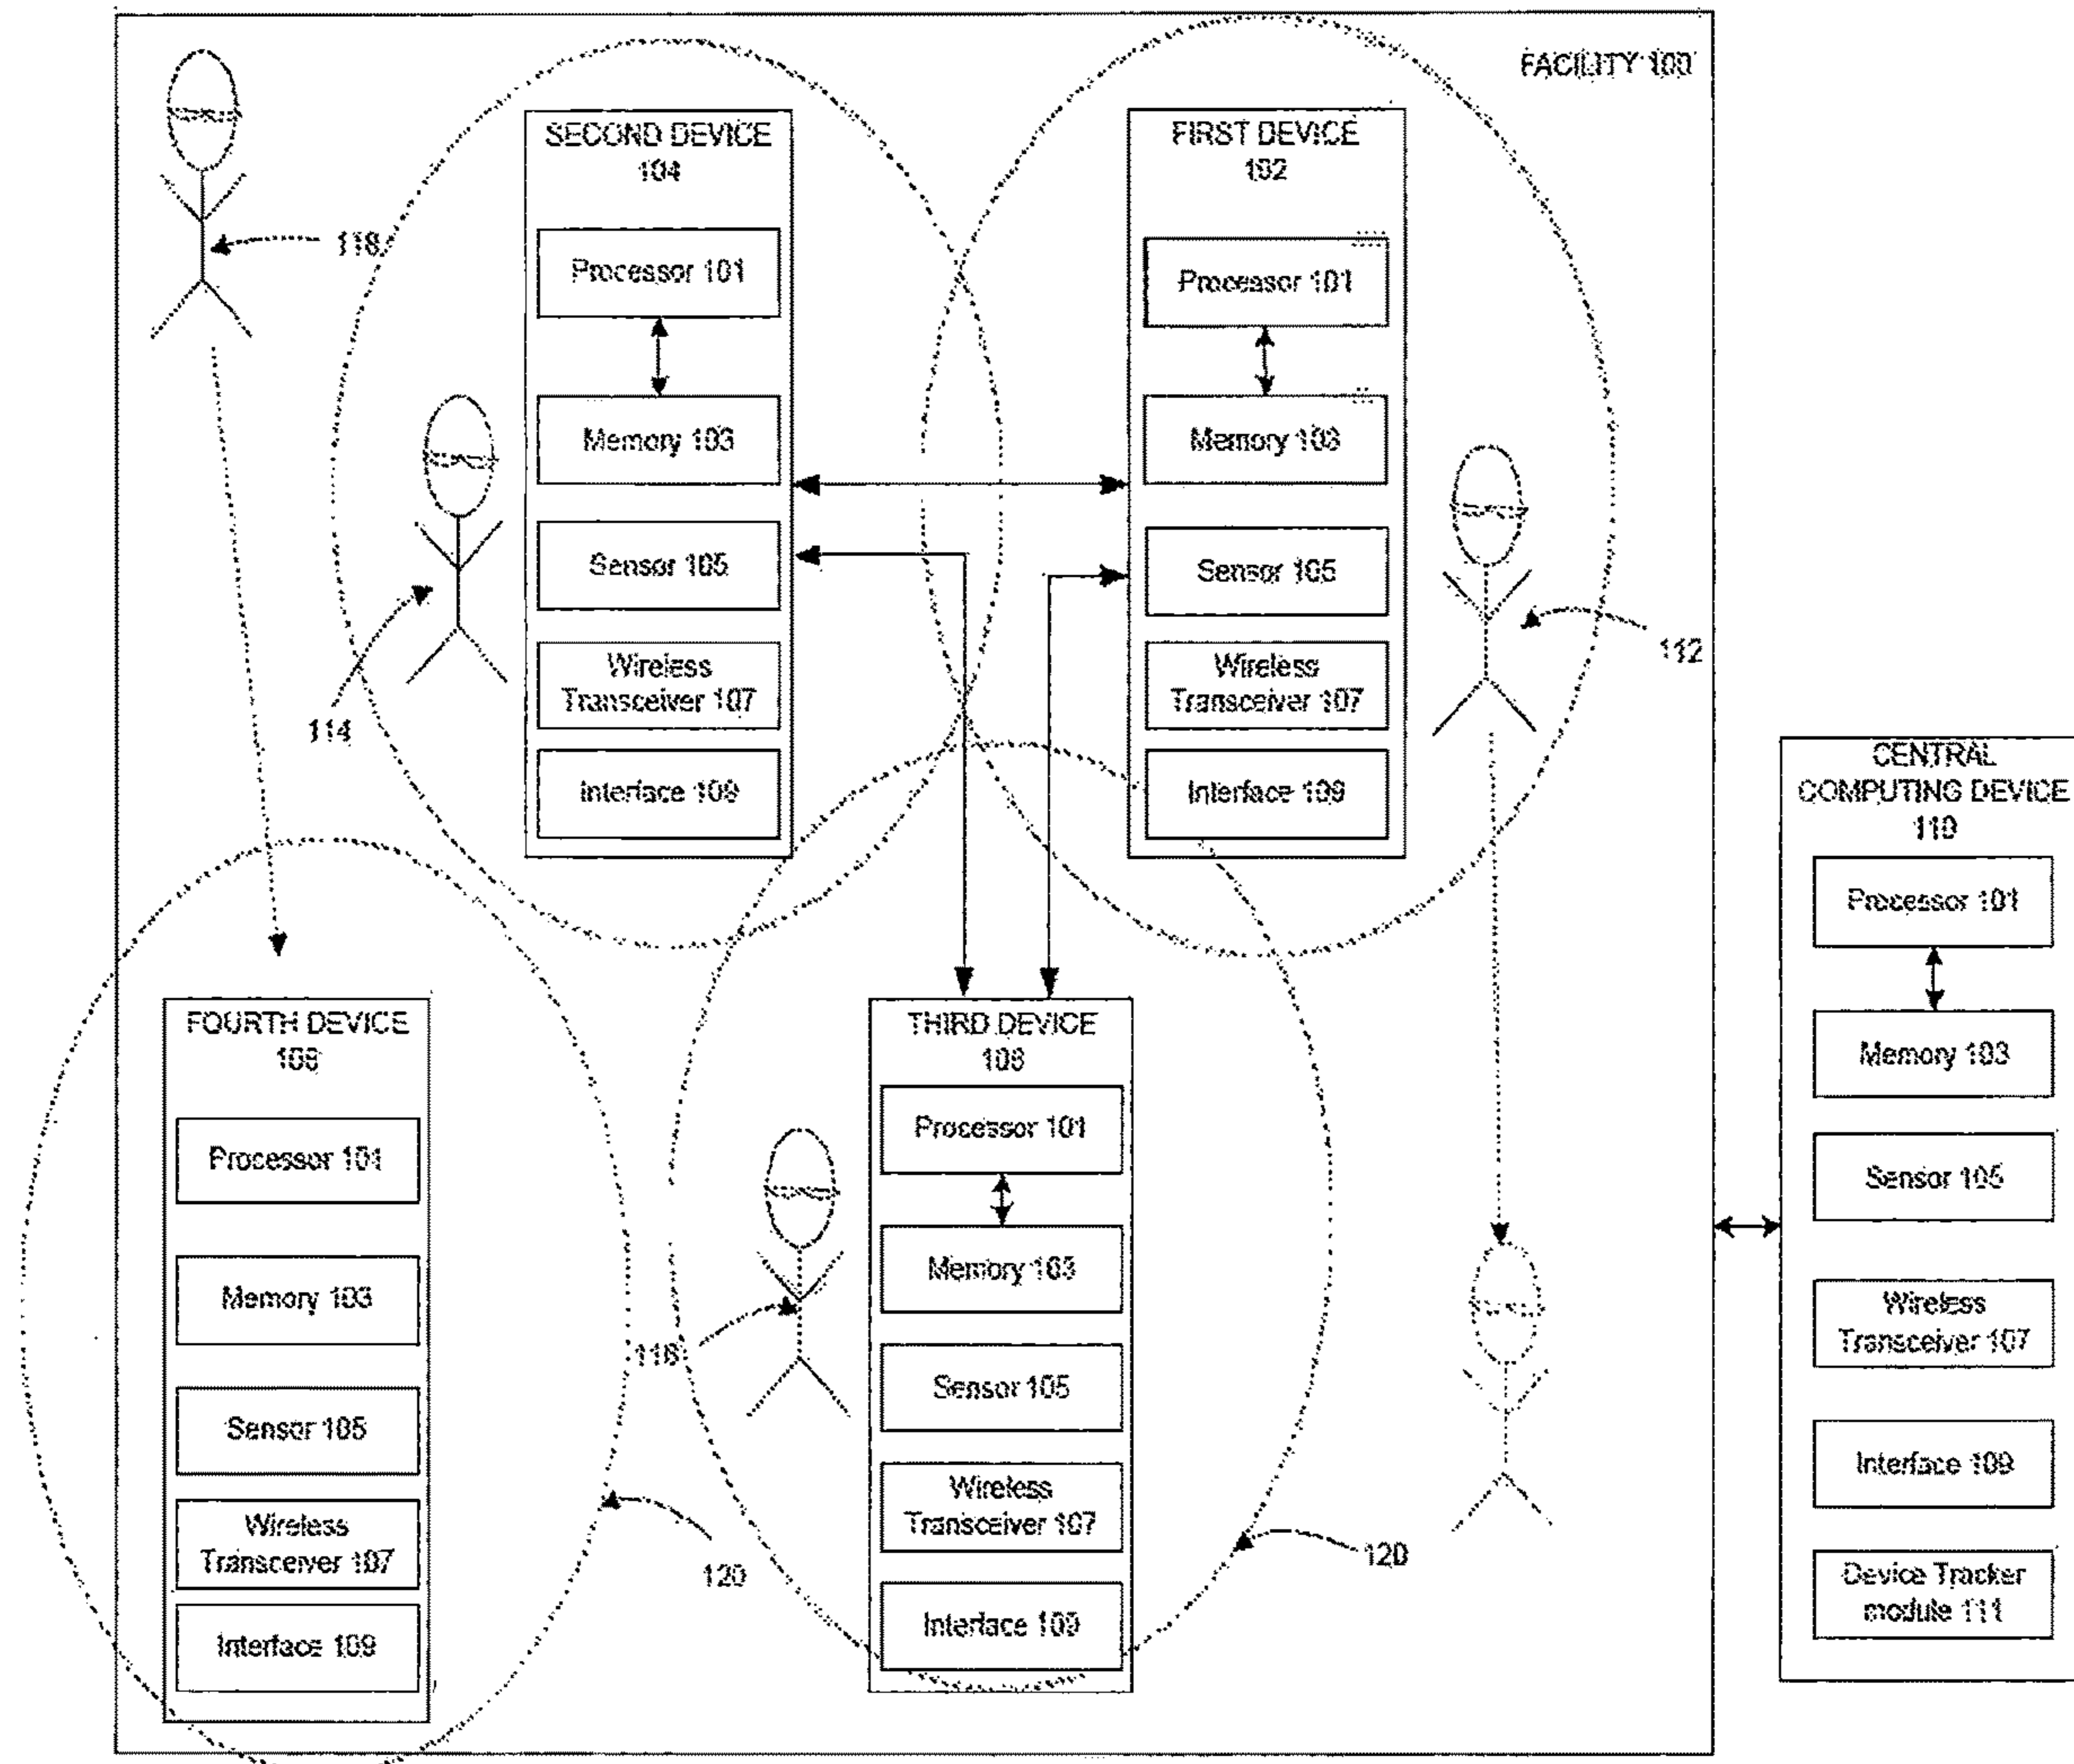 FACILITY 100
118
SECOND DEVICE
104
Processor 101
Memory 103
Sensor 105
Wireless
Transceiver 107
Interface 109
114
FIRST DEVICE
102
Processor 101
Memory 103
Sensor 105
Wireless
Transceiver 107
Interface 109
112
FOURTH DEVICE
Processor 101
Memory 103
Sensor 105
Wireless
Transceiver 107
Interface 109
120
THIRD DEVICE
Processor 101
Memory 103
Sensor 105
Wireless
Transceiver 107
Interface 109
120
CENTRAL
COMPUTING DEVICE
110
Processor 101
Memory 103
Sensor 105
Wireless
Transceiver 107
Interface 109
Device Tracker
module 111